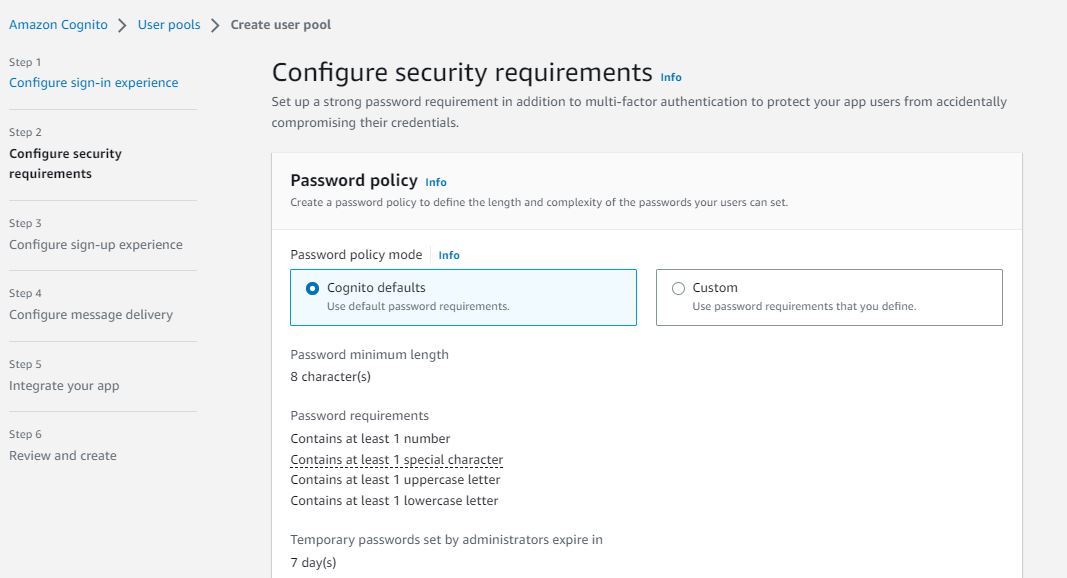 Amazon Cognito > User pools > Create user pool
Step 1
Configure sign-in experience
Step 2
Configure security
requirements
Step 3
Configure sign-up experience
Step 4
Configure message delivery
Step 5
Integrate your app
Step 6
Review and create
Configure security requirements Info
Set up a strong password requirement in addition to multi-factor authentication to protect your app users from accidentally
compromising their credentials.
Password policy Info
Create a password policy to define the length and complexity of the passwords your users can set.
Password policy mode Info
Cognito defaults
Use default password requirements.
Custom
Use password requirements that you define.
Password minimum length
8 character(s)
Password requirements
Contains at least 1 number
Contains at least 1 special character
Contains at least 1 uppercase letter
Contains at least 1 lowercase letter
Temporary passwords set by administrators expire in
7 day(s)